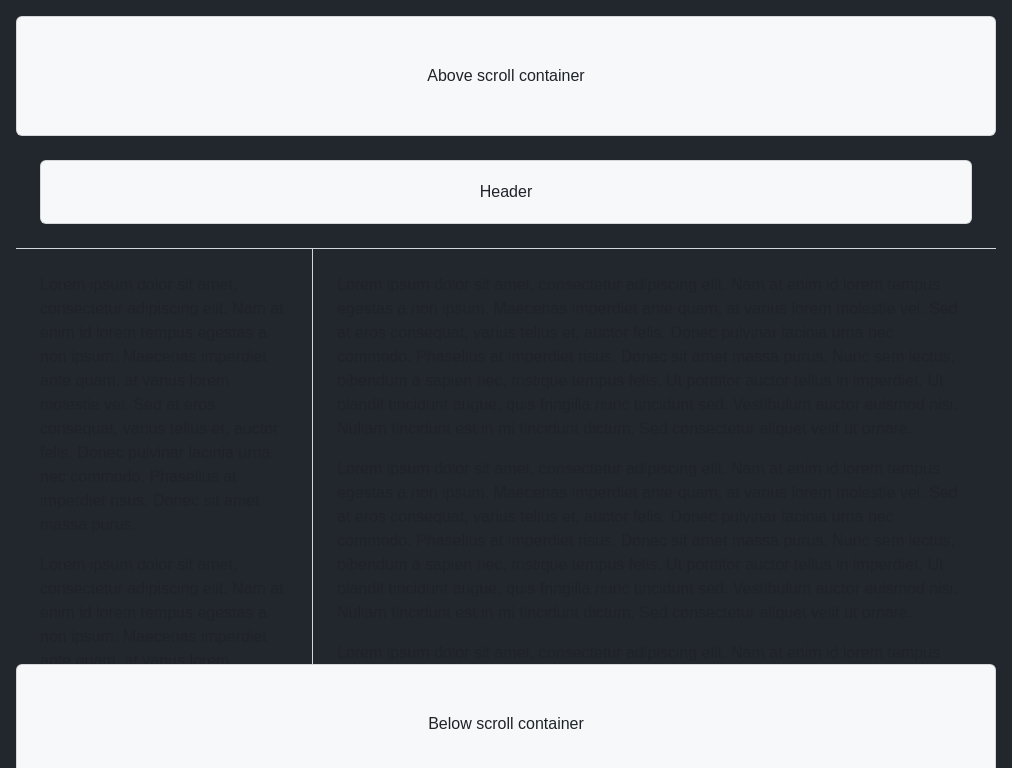 Above scroll container
Header
Lorem ipsum dolor sit amet,
consectetur adipiscing elit. Nam at
enim id lorem tempus egestas a
non ipsum. Maecenas imperdiet
ante quam, at varius lorem
molestie vel. Sed at eros
consequat, varius tellus et, auctor
felis. Donec pulvinar lacinia urna
nec commodo. Phasellus at
imperdiet risus. Donec sit amet
massa purus.
Lorem ipsum dolor sit amet,
consectetur adipiscing elit. Nam at
enim id lorem tempus egestas a
non ipsum. Maecenas imperdiet
ante quam, at varius lorem
Lorem ipsum dolor sit amet, consectetur adipiscing elit. Nam at enim id lorem tempus
egestas a non ipsum. Maecenas imperdiet ante quam, at varius lorem molestie vel. Sed
at eros consequat, varius tellus et, auctor felis. Donec pulvinar lacinia urna nec
commodo. Phasellus at imperdiet risus. Donec sit amet massa purus. Nunc sem lectus,
bibendum a sapien nec, tristique tempus felis. Ut porttitor auctor tellus in imperdiet. Ut
blandit tincidunt augue, quis fringilla nunc tincidunt sed. Vestibulum auctor euismod nisi.
Nullam tincidunt est in mi tincidunt dictum. Sed consectetur aliquet velit ut ornare.
Lorem ipsum dolor sit amet, consectetur adipiscing elit. Nam at enim id lorem tempus
egestas a non ipsum. Maecenas imperdiet ante quam, at varius lorem molestie vel. Sed
at eros consequat, varius tellus et, auctor felis. Donec pulvinar lacinia urna nec
commodo. Phasellus at imperdiet risus. Donec sit amet massa purus. Nunc sem lectus,
bibendum a sapien nec, tristique tempus felis. Ut porttitor auctor tellus in imperdiet. Ut
blandit tincidunt augue, quis fringilla nunc tincidunt sed. Vestibulum auctor euismod nisi.
Nullam tincidunt est in mi tincidunt dictum. Sed consectetur aliquet velit ut ornare.
Lorem ipsum dolor sit amet, consectetur adipiscing elit. Nam at enim id lorem tempus
Below scroll container